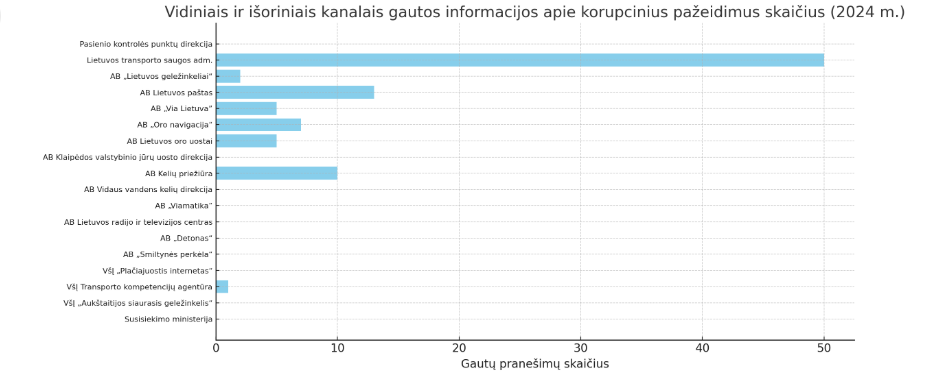 Vidiniais ir išoriniais kanalais gautos informacijos apie korupcinius pažeidimus skaičius (2024 m.)
Pasienio kontrolės punktų direkcija
Lietuvos transporto saugos adm.
AB „Lietuvos geležinkeliai“
AB Lietuvos paštas
AB „Via Lietuva“
AB „Oro navigacija“
AB Lietuvos oro uostai
AB Klaipėdos valstybinio jūrų uosto direkcija
AB Kelių priežiūra
AB Vidaus vandens kelių direkcija
AB „Viamatika“
AB Lietuvos radijo ir televizijos centras
AB „Detonas“
AB „Smiltynės perkėla“
VšĮ „Plačiajuostis internetas“
VšĮ Transporto kompetencijų agentūra
VšĮ „Aukštaitijos siaurasis geležinkelis“
Susisiekimo ministerija
0 10 20 30 40 50
Gautų pranešimų skaičius